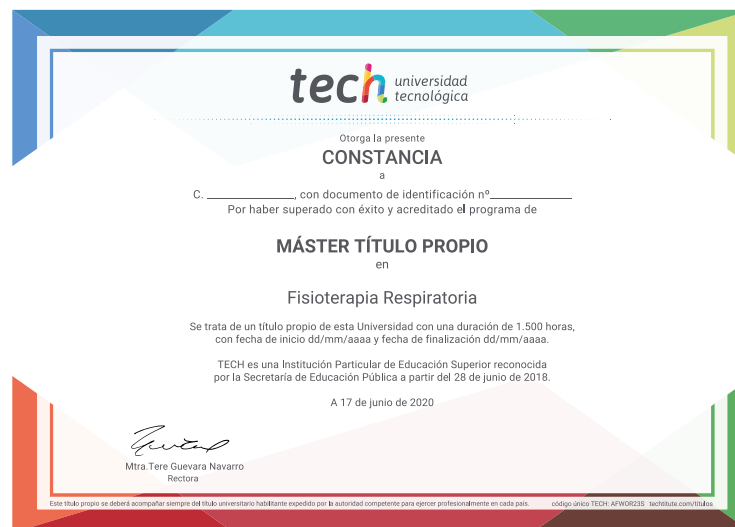 tech universidad
tecnológica
Otorga la presente
CONSTANCIA
a
C. ________________, con documento de identificación nº______________
Por haber superado con éxito y acreditado el programa de
MÁSTER TÍTULO PROPIO
en
Fisioterapia Respiratoria
Se trata de un título propio de esta Universidad con una duración de 1.500 horas,
con fecha de inicio dd/mm/aaaa y fecha de finalización dd/mm/aaaa.
TECH es una Institución Particular de Educación Superior reconocida
por la Secretaría de Educación Pública a partir del 28 de junio de 2018.
A 17 de junio de 2020
Mtra.Tere Guevara Navarro
Rectora
Este título propio se deberá acompañar siempre del título universitario habilitante expedido por la autoridad competente para ejercer profesionalmente en cada país. código único TECH: AFWOR23S techtitute.com/títulos